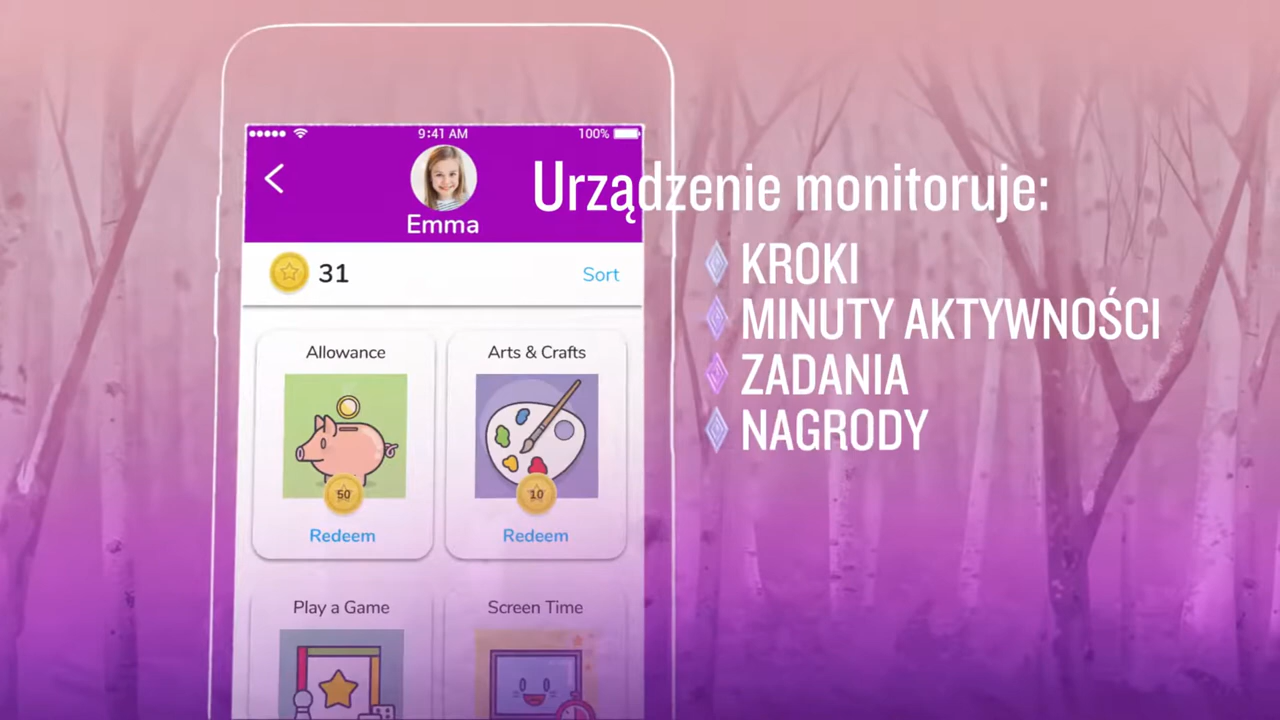 9:41 AM
100%
Emma
31
Sort
Allowance
Arts & Crafts
50
10
Redeem
Redeem
Play a Game
Screen Time
Urządzenie monitoruje:
KROKI
MINUTY AKTYWNOŚCI
ZADANIA
NAGRODY